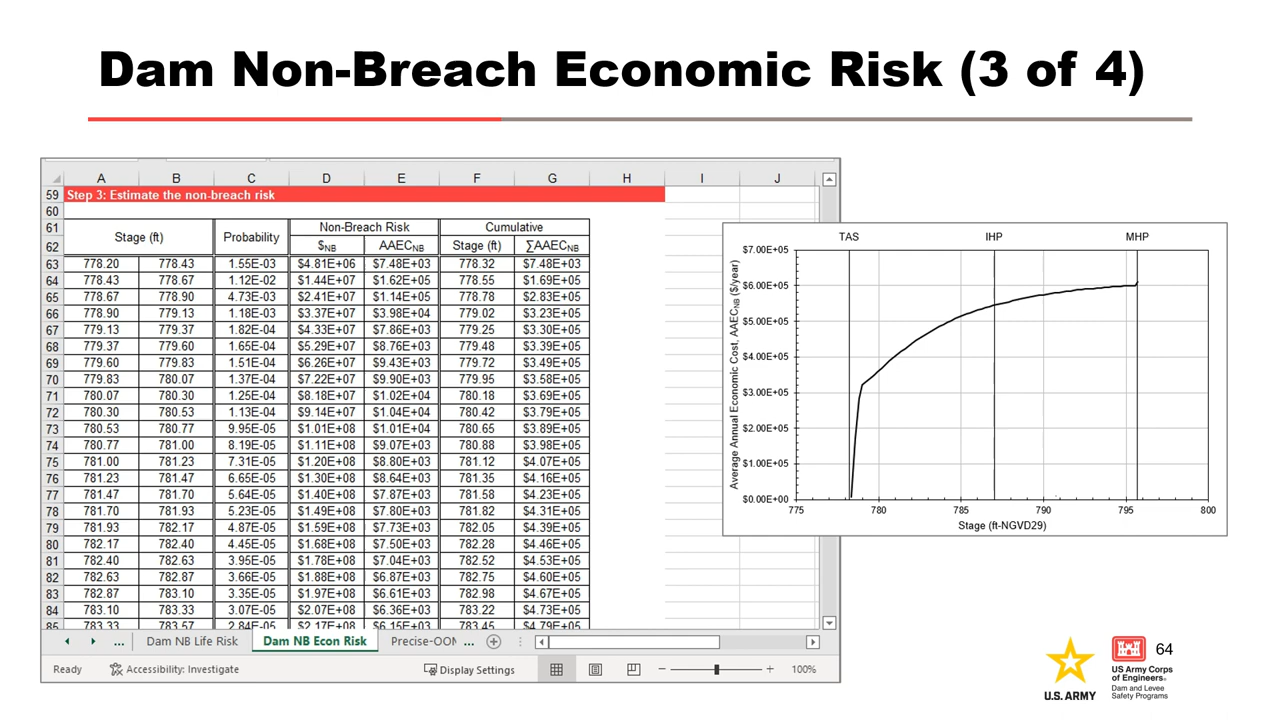 Dam Non-Breach Economic Risk (3 of 4)
A B C D E F G H I J
59 Step 3: Estimate the non-breach risk
60
61 Stage (ft) Probability Non-Breach Risk Cumulative
62 $NB AAECNB Stage (ft) ∑AAECNB
63 778.20 778.43 1.55E-03 $4.81E+06 $7.48E+03 778.32 $7.48E+03
64 778.43 778.67 1.12E-02 $1.44E+07 $1.62E+05 778.55 $1.69E+05
65 778.67 778.90 4.73E-03 $2.41E+07 $1.14E+05 778.78 $2.83E+05
66 778.90 779.13 1.18E-03 $3.37E+07 $3.98E+04 779.02 $3.23E+05
67 779.13 779.37 1.82E-04 $4.33E+07 $7.86E+03 779.25 $3.30E+05
68 779.37 779.60 1.65E-04 $5.29E+07 $8.76E+03 779.48 $3.39E+05
69 779.60 779.83 1.51E-04 $6.26E+07 $9.43E+03 779.72 $3.49E+05
70 779.83 780.07 1.37E-04 $7.22E+07 $9.90E+03 779.95 $3.58E+05
71 780.07 780.30 1.25E-04 $8.18E+07 $1.02E+04 780.18 $3.69E+05
72 780.30 780.53 1.13E-04 $9.14E+07 $1.04E+04 780.42 $3.79E+05
73 780.53 780.77 9.95E-05 $1.01E+08 $1.01E+04 780.65 $3.89E+05
74 780.77 781.00 8.19E-05 $1.11E+08 $9.07E+03 780.88 $3.98E+05
75 781.00 781.23 7.31E-05 $1.20E+08 $8.80E+03 781.12 $4.07E+05
76 781.23 781.47 6.65E-05 $1.30E+08 $8.64E+03 781.35 $4.16E+05
77 781.47 781.70 5.64E-05 $1.40E+08 $7.87E+03 781.58 $4.23E+05
78 781.70 781.93 5.23E-05 $1.49E+08 $7.80E+03 781.82 $4.31E+05
79 781.93 782.17 4.87E-05 $1.59E+08 $7.73E+03 782.05 $4.39E+05
80 782.17 782.40 4.45E-05 $1.68E+08 $7.50E+03 782.28 $4.46E+05
81 782.40 782.63 3.95E-05 $1.78E+08 $7.04E+03 782.52 $4.53E+05
82 782.63 782.87 3.66E-05 $1.88E+08 $6.87E+03 782.75 $4.60E+05
83 782.87 783.10 3.35E-05 $1.97E+08 $6.61E+03 782.98 $4.67E+05
84 783.10 783.33 3.07E-05 $2.07E+08 $6.36E+03 783.22 $4.73E+05
85 783.33 783.57 2.84E-05 $2.17E+08 $6.15E+03 783.45 $4.79E+05
... Dam NB Life Risk Dam NB Econ Risk Precise-OOM ...
Ready Accessibility: Investigate Display Settings 100%
TAS IHP MHP
Average Annual Economic Cost, AAECNB ($/year)
$7.00E+05
$6.00E+05
$5.00E+05
$4.00E+05
$3.00E+05
$2.00E+05
$1.00E+05
$0.00E+00
775 780 785 790 795 800
Stage (ft-NGVD29)
U.S. ARMY
US Army Corps
of Engineers®
Dam and Levee
Safety Programs
64